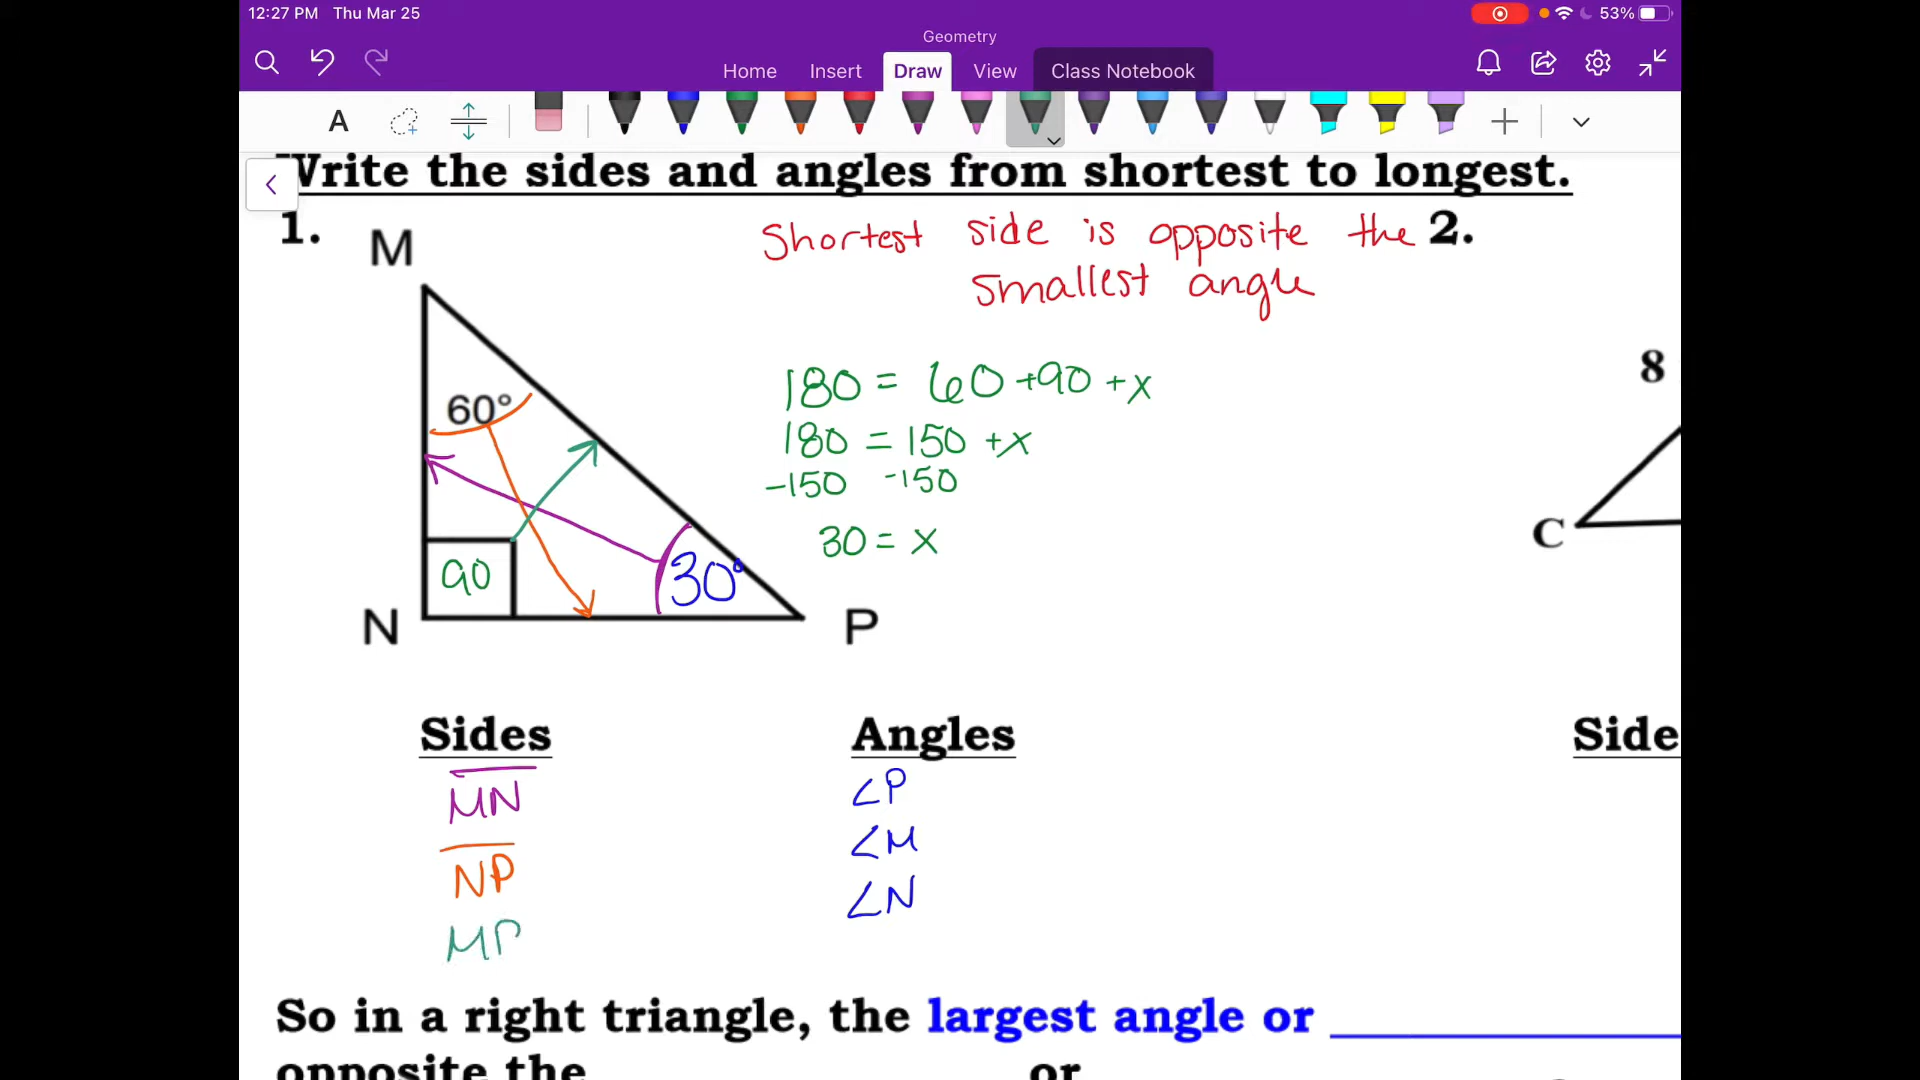 12:27 PM Thu Mar 25
53%
Geometry
Home Insert Draw View Class Notebook
A
Write the sides and angles from shortest to longest.
1.
M
Shortest side is opposite the
smallest angle
2.
180 = 60 +90 +x
180 = 150 +x
-150 -150
30 = x
60°
90
30°
N
P
8
C
Sides
MN
NP
MP
Angles
∠P
∠M
∠N
Side
So in a right triangle, the largest angle or
opposite the or